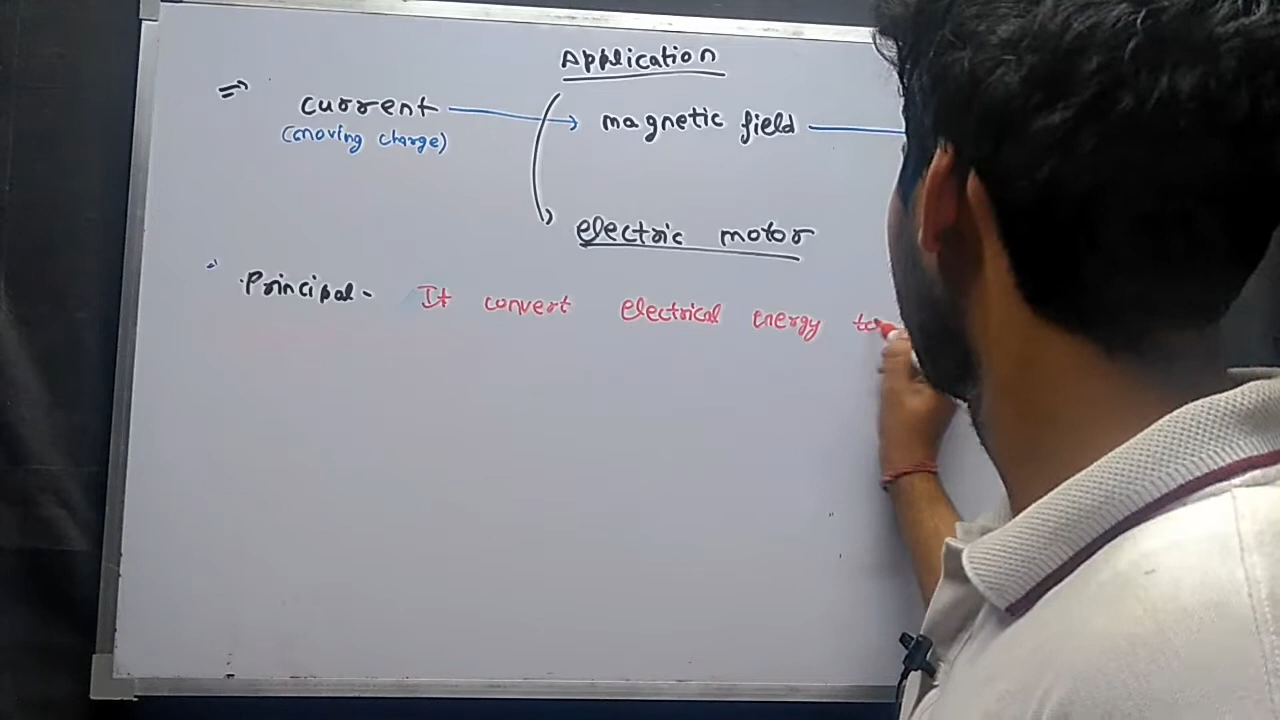 Application
⇒ current → magnetic field
(moving charge)
electric motor
Principal - It convert electrical energy to